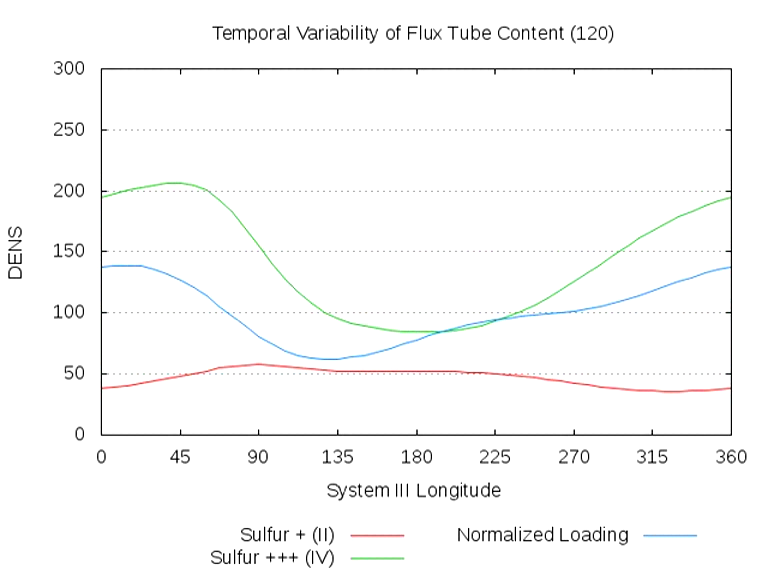 Temporal Variability of Flux Tube Content (120)
300
250
200
150
100
50
0
DENS
0 45 90 135 180 225 270 315 360
System III Longitude
Sulfur + (II)
Normalized Loading
Sulfur +++ (IV)